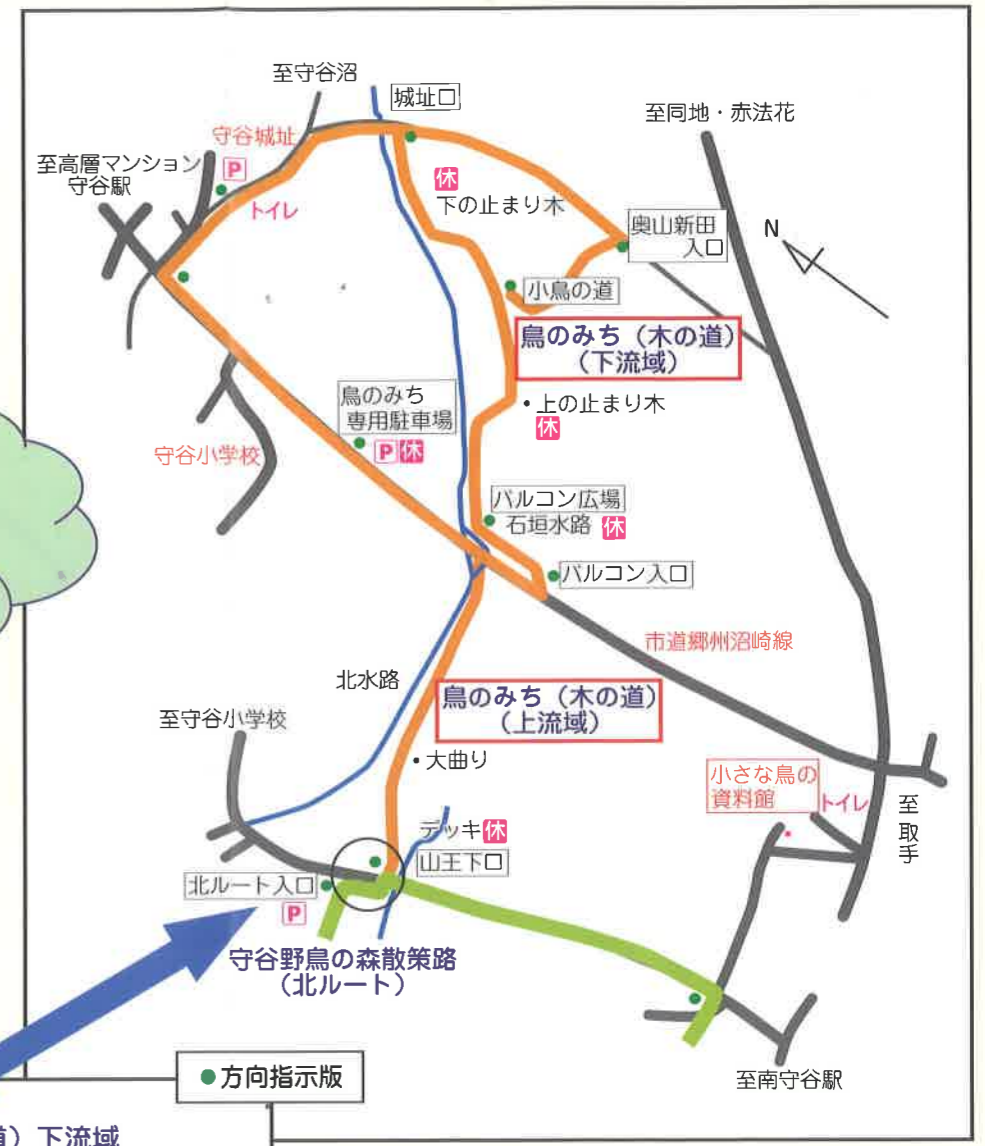 至守谷沼
城址口
至同地・赤法花
守谷城址
至高層マンション
守谷駅
P
トイレ
休
下の止まり木
奥山新田
入口
N
小鳥の道
鳥のみち（木の道）
（下流域）
鳥のみち
専用駐車場
P 休
・上の止まり木
休
守谷小学校
バルコン広場
石垣水路 休
バルコン入口
市道郷州沼崎線
北水路
鳥のみち（木の道）
（上流域）
至守谷小学校
・大曲り
小さな鳥の
資料館
トイレ
至取手
デッキ 休
山王下口
北ルート入口
P
守谷野鳥の森散策路
（北ルート）
●方向指示版
至南守谷駅
道）下流域